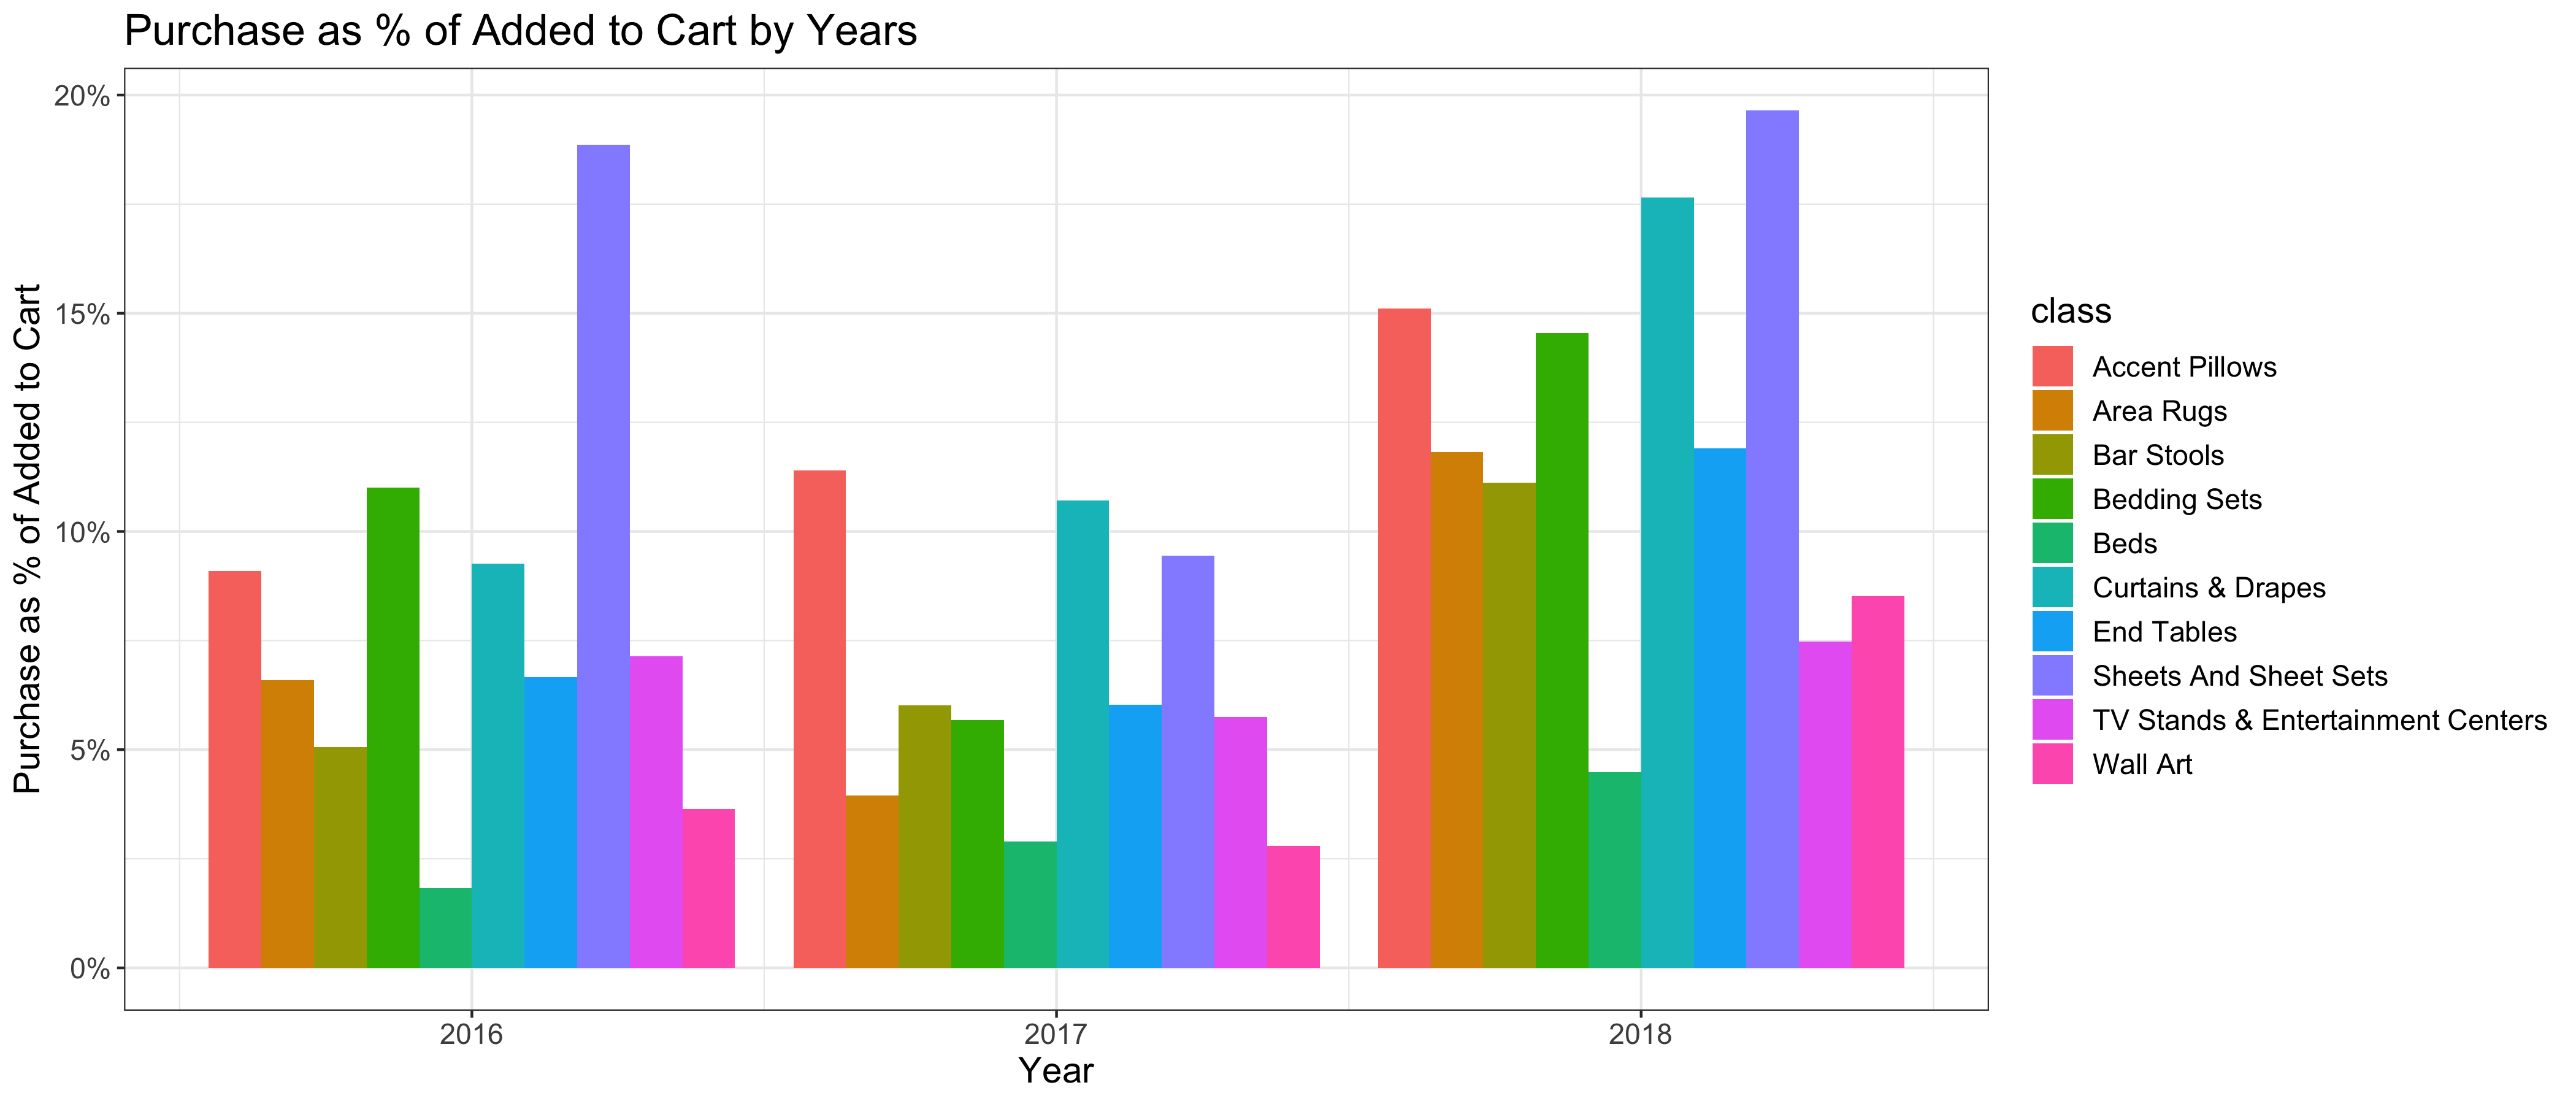 Purchase as % of Added to Cart by Years
Purchase as % of Added to Cart
20%
15%
10%
5%
0%
2016
2017
2018
Year
class
Accent Pillows
Area Rugs
Bar Stools
Bedding Sets
Beds
Curtains & Drapes
End Tables
Sheets And Sheet Sets
TV Stands & Entertainment Centers
Wall Art